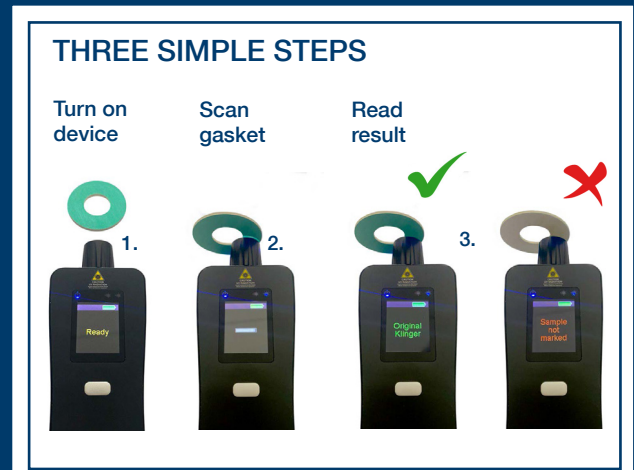 THREE SIMPLE STEPS
Turn on
device
Scan
gasket
Read
result
1.
2.
3.
Ready
Original
Klinger
Sample
not
marked